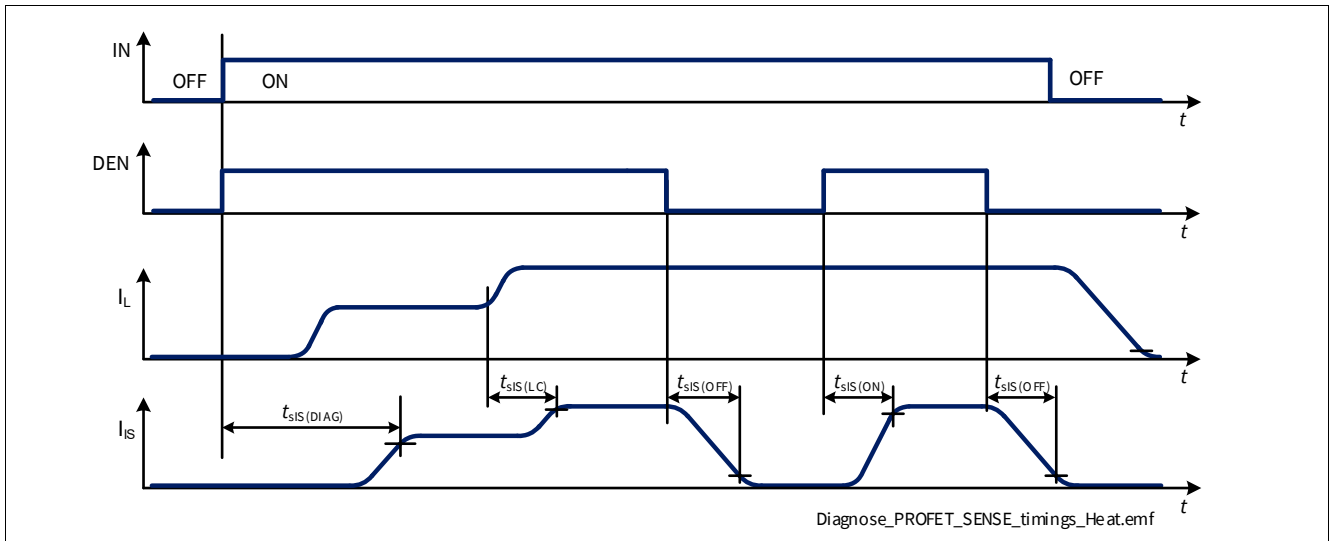 IN
OFF
ON
OFF
t
DEN
t
IL
t
tsIS(DIAG)
tsIS(LC)
tsIS(OFF)
tsIS(ON)
tsIS(OFF)
IIS
t
Diagnose_PROFET_SENSE_timings_Heat.emf